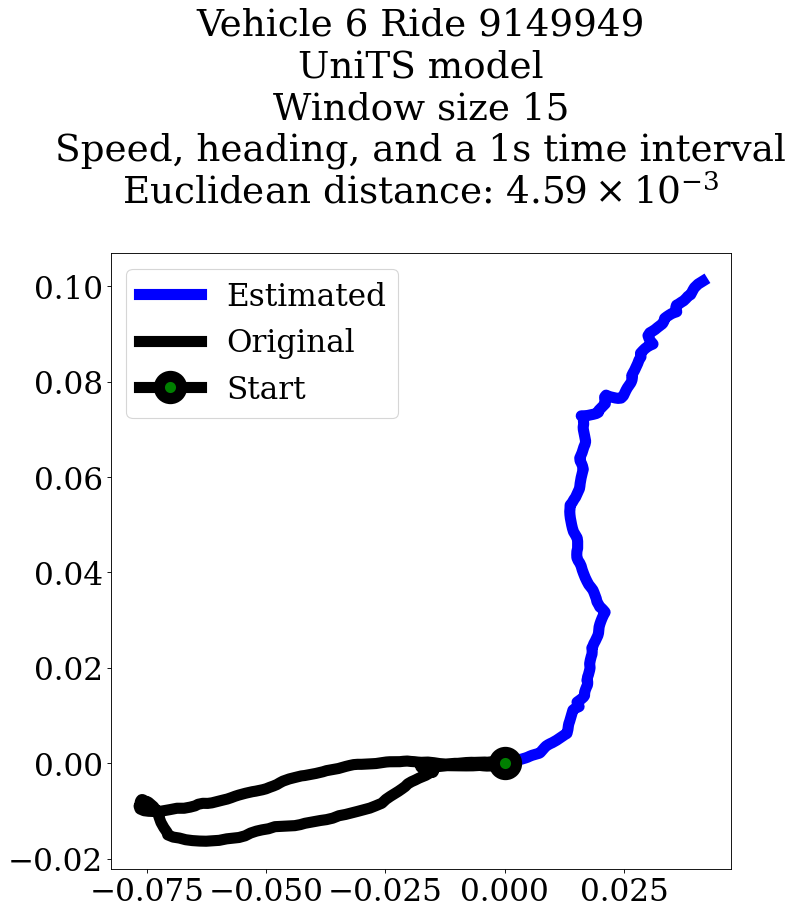 Vehicle 6 Ride 9149949
UniTS model
Window size 15
Speed, heading, and a 1s time interval
Euclidean distance: 4.59 × 10⁻³
Estimated
Original
Start
0.10
0.08
0.06
0.04
0.02
0.00
−0.02
−0.075 −0.050 −0.025 0.000 0.025